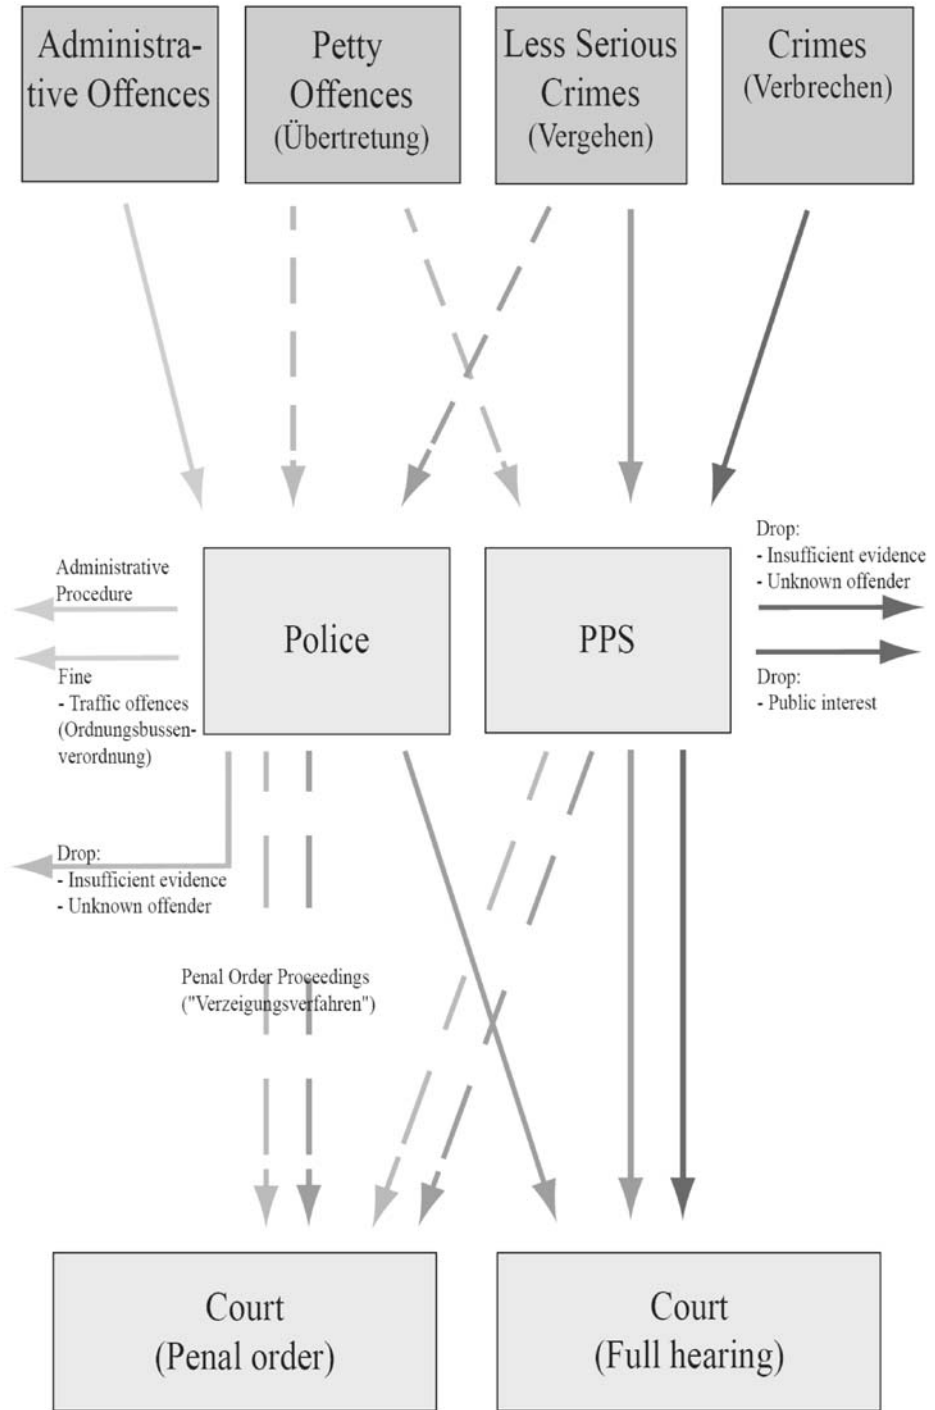 Administra-
tive Offences
Petty
Offences
(Übertretung)
Less Serious
Crimes
(Vergehen)
Crimes
(Verbrechen)
Administrative
Procedure
Fine
- Traffic offences
(Ordnungsbussen-
verordnung)
Drop:
- Insufficient evidence
- Unknown offender
Police
PPS
Drop:
- Insufficient evidence
- Unknown offender
Drop:
- Public interest
Penal Order Proceedings
("Verzeigungsverfahren")
Court
(Penal order)
Court
(Full hearing)